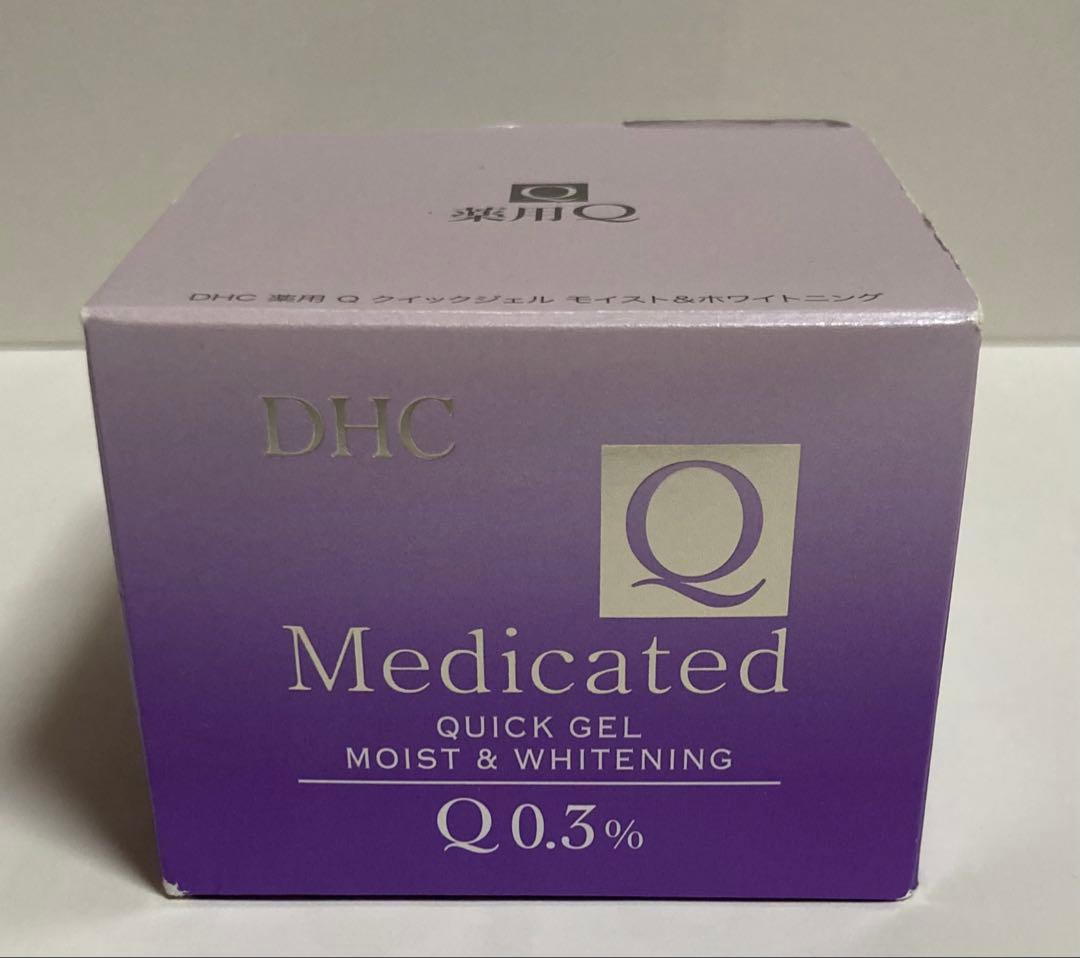 Q
薬用Q
DHC 薬用 Q クイックジェル モイスト&ホワイトニング
DHC
Q
Medicated
QUICK GEL
MOIST & WHITENING
Q 0.3%